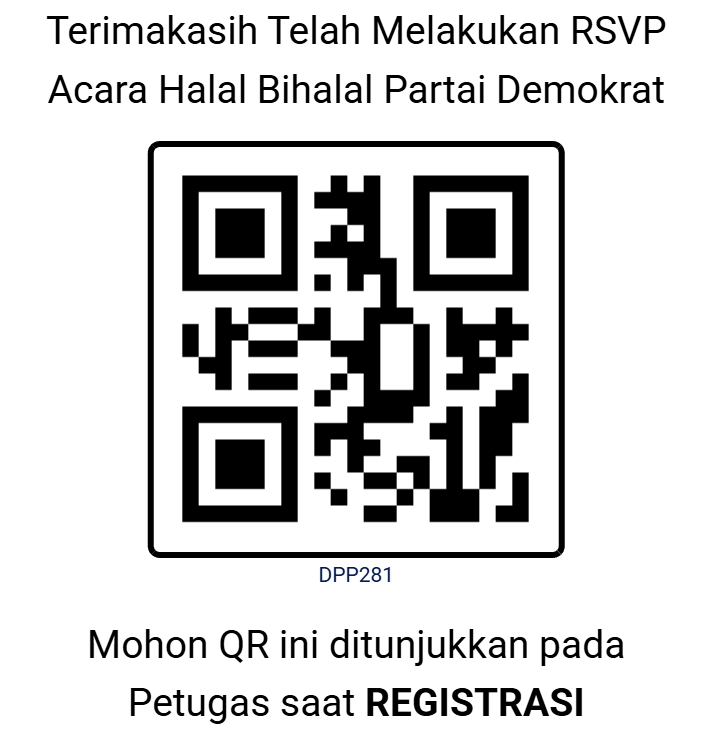 Terimakasih Telah Melakukan RSVP
Acara Halal Bihalal Partai Demokrat
DPP281
Mohon QR ini ditunjukkan pada
Petugas saat REGISTRASI